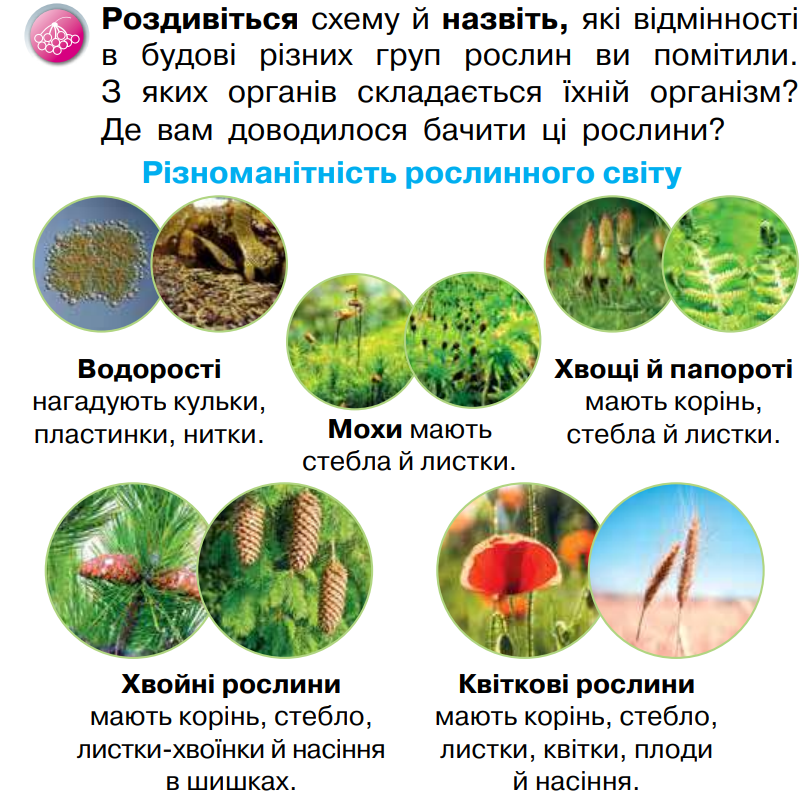 Роздивіться схему й назвіть, які відмінності
в будові різних груп рослин ви помітили.
З яких органів складається їхній організм?
Де вам доводилося бачити ці рослини?
Різноманітність рослинного світу
Водорості
нагадують кульки,
пластинки, нитки.
Мохи мають
стебла й листки.
Хвощі й папороті
мають корінь,
стебла й листки.
Хвойні рослини
мають корінь, стебло,
листки-хвоїнки й насіння
в шишках.
Квіткові рослини
мають корінь, стебло,
листки, квітки, плоди
й насіння.